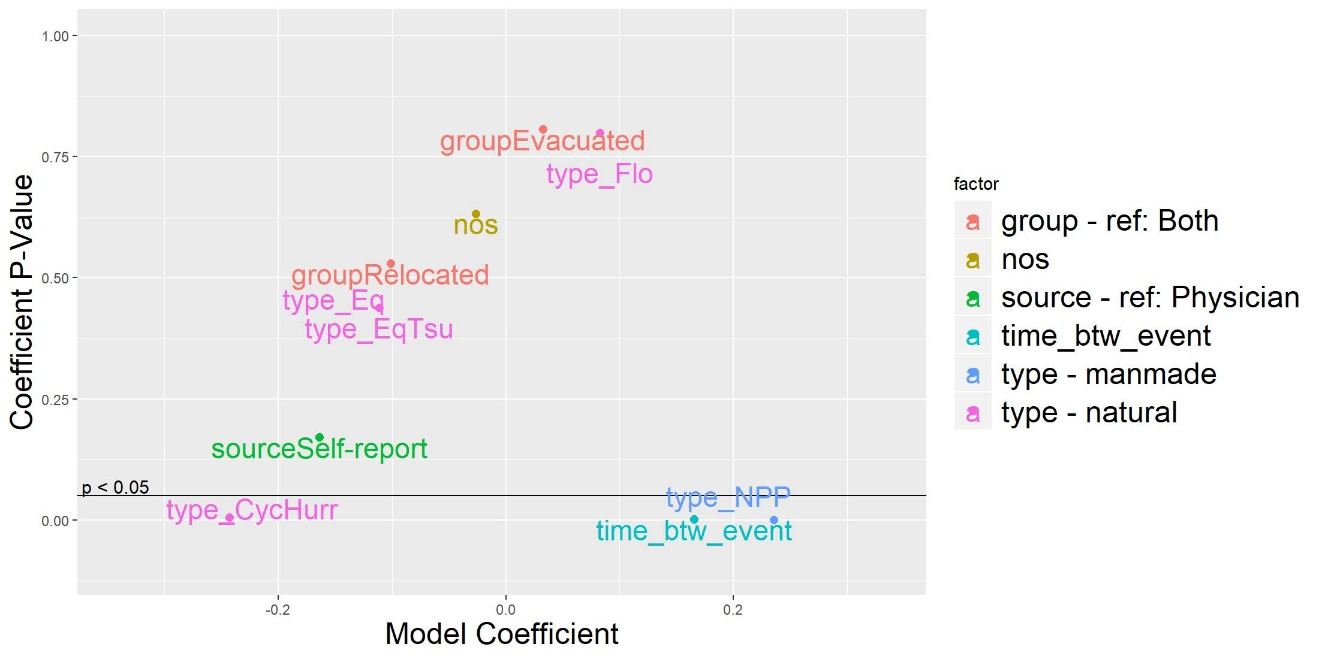 Coefficient P-Value
1.00
0.75
0.50
0.25
0.00
groupEvacuated
type_Flo
nos
groupRelocated
type_Eq
type_EqTsu
sourceSelf-report
p < 0.05
type_CycHurr
type_NPP
time_btw_event
-0.2
0.0
0.2
Model Coefficient
factor
a group - ref: Both
a nos
a source - ref: Physician
a time_btw_event
a type - manmade
a type - natural